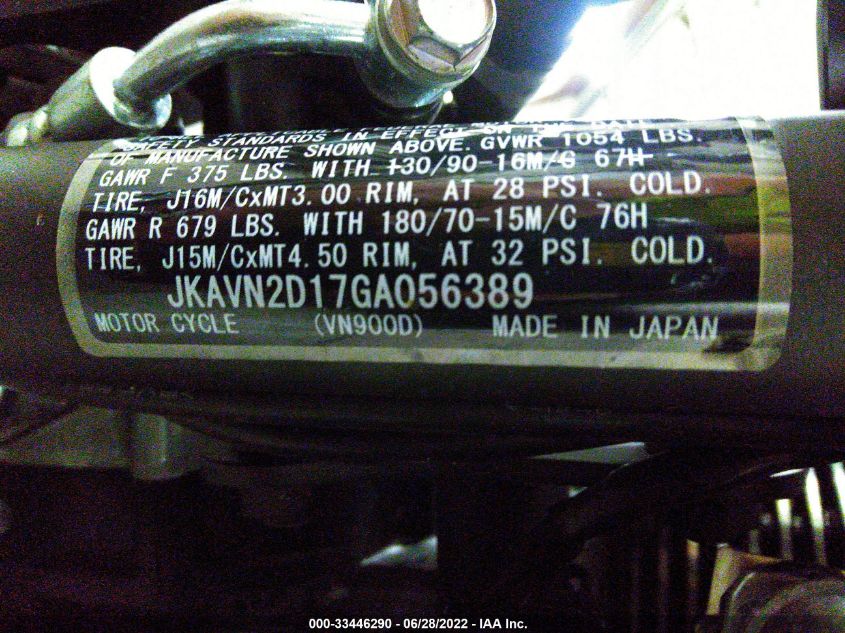 SAFETY STANDARDS IN EFFECT ON
OF MANUFACTURE SHOWN ABOVE. GVWR 1054 LBS.
GAWR F 375 LBS. WITH 130/90-16M/C 67H
TIRE, J16M/CxMT3.00 RIM, AT 28 PSI. COLD.
GAWR R 679 LBS. WITH 180/70-15M/C 76H
TIRE, J15M/CxMT4.50 RIM, AT 32 PSI. COLD.
JKAVN2D17GA056389
MOTOR CYCLE (VN900D) MADE IN JAPAN
000-33446290 - 06/28/2022 - IAA Inc.